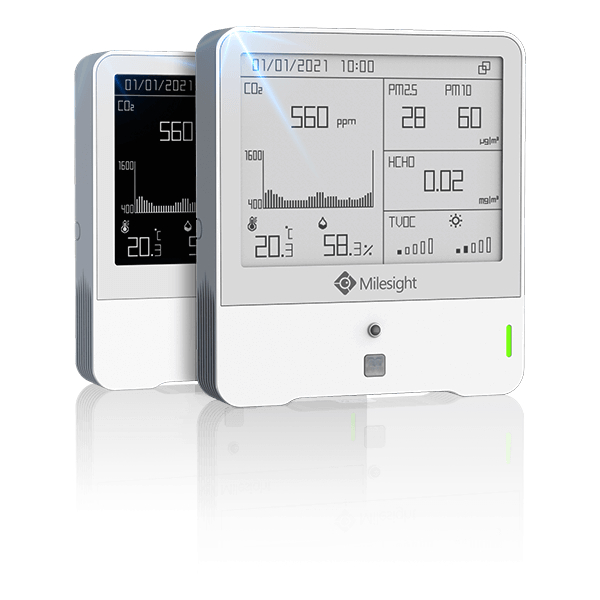 01/01/2021
CO₂
560
1600
400
°C
20.3
01/01/2021 10:00
CO₂
560 ppm
1600
400
°C
20.3
58.3%
PM2.5 PM10
28 60
µg/m³
HCHO
0.02
mg/m³
TVOC
Milesight